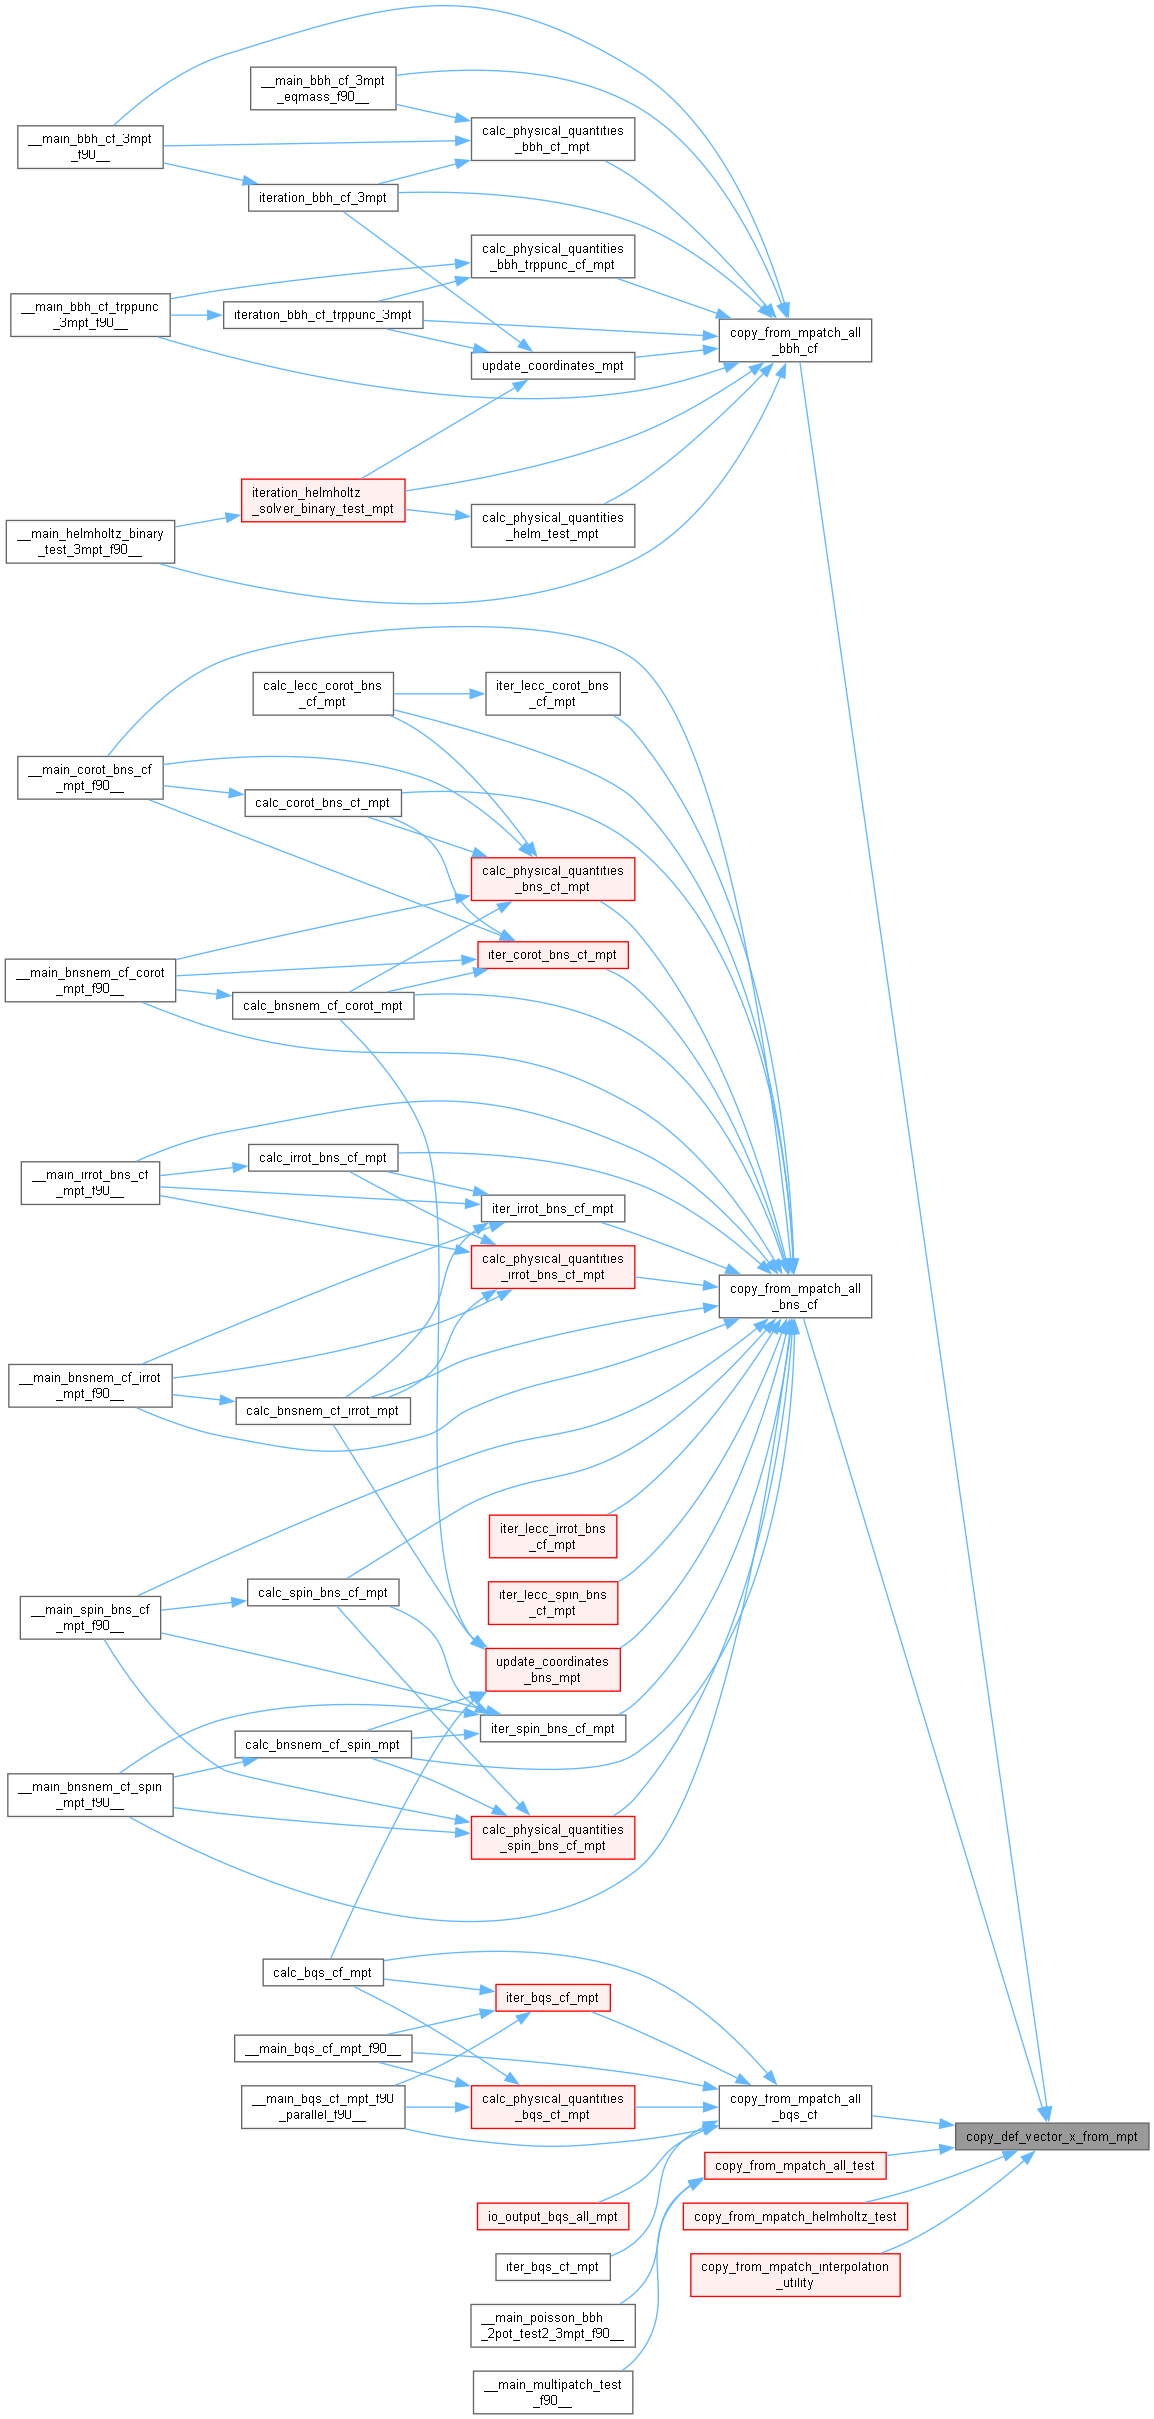 __main_bbh_cf_3mpt
_eqmass_f90__
__main_bbh_cf_3mpt
_f90__
calc_physical_quantities
_bbh_cf_mpt
iteration_bbh_cf_3mpt
calc_physical_quantities
_bbh_trppunc_cf_mpt
__main_bbh_cf_trppunc
_3mpt_f90__
iteration_bbh_cf_trppunc_3mpt
copy_from_mpatch_all
_bbh_cf
update_coordinates_mpt
iteration_helmholtz
_solver_binary_test_mpt
calc_physical_quantities
_helm_test_mpt
__main_helmholtz_binary
_test_3mpt_f90__
calc_lecc_corot_bns
_cf_mpt
iter_lecc_corot_bns
_cf_mpt
__main_corot_bns_cf
_mpt_f90__
calc_corot_bns_cf_mpt
calc_physical_quantities
_bns_cf_mpt
iter_corot_bns_cf_mpt
__main_bnsnem_cf_corot
_mpt_f90__
calc_bnsnem_cf_corot_mpt
calc_irrot_bns_cf_mpt
__main_irrot_bns_cf
_mpt_f90__
iter_irrot_bns_cf_mpt
calc_physical_quantities
_irrot_bns_cf_mpt
copy_from_mpatch_all
_bns_cf
__main_bnsnem_cf_irrot
_mpt_f90__
calc_bnsnem_cf_irrot_mpt
iter_lecc_irrot_bns
_cf_mpt
iter_lecc_spin_bns
_cf_mpt
calc_spin_bns_cf_mpt
__main_spin_bns_cf
_mpt_f90__
update_coordinates
_bns_mpt
iter_spin_bns_cf_mpt
calc_bnsnem_cf_spin_mpt
__main_bnsnem_cf_spin
_mpt_f90__
calc_physical_quantities
_spin_bns_cf_mpt
calc_bqs_cf_mpt
iter_bqs_cf_mpt
__main_bqs_cf_mpt_f90__
__main_bqs_cf_mpt_f90
_parallel_f90__
calc_physical_quantities
_bqs_cf_mpt
copy_from_mpatch_all
_bqs_cf
copy_def_vector_x_from_mpt
copy_from_mpatch_all_test
io_output_bqs_all_mpt
copy_from_mpatch_helmholtz_test
iter_bqs_cf_mpt
copy_from_mpatch_interpolation
_utility
__main_poisson_bbh
_2pot_test2_3mpt_f90__
__main_multipatch_test
_f90__